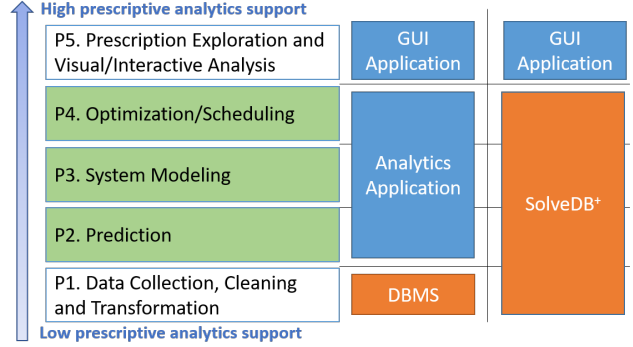 High prescriptive analytics support
P5. Prescription Exploration and
Visual/Interactive Analysis
GUI
Application
GUI
Application
P4. Optimization/Scheduling
P3. System Modeling
P2. Prediction
Analytics
Application
SolveDB⁺
P1. Data Collection, Cleaning
and Transformation
DBMS
Low prescriptive analytics support